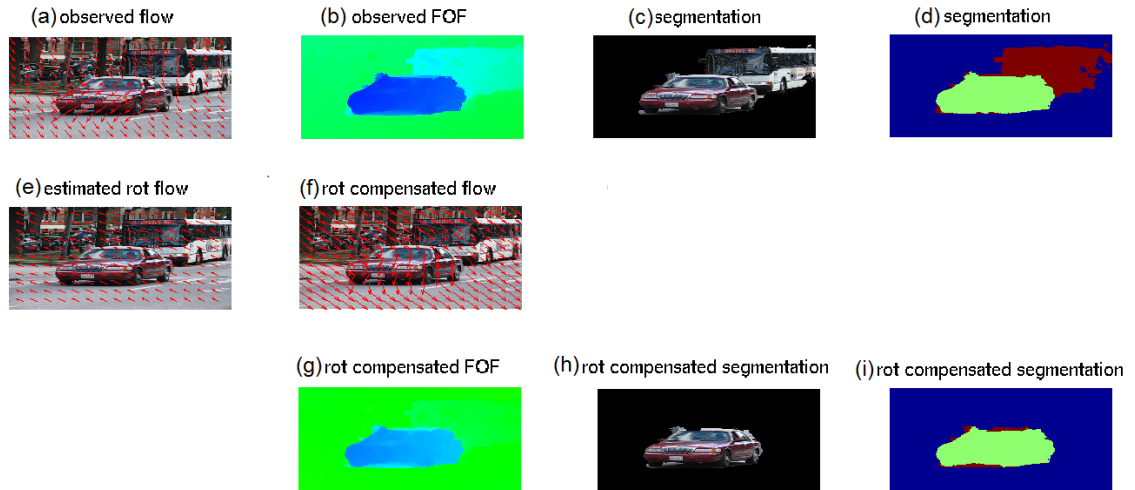 (a) observed flow
(b) observed FOF
(c) segmentation
(d) segmentation
(e) estimated rot flow
(f) rot compensated flow
(g) rot compensated FOF
(h) rot compensated segmentation
(i) rot compensated segmentation